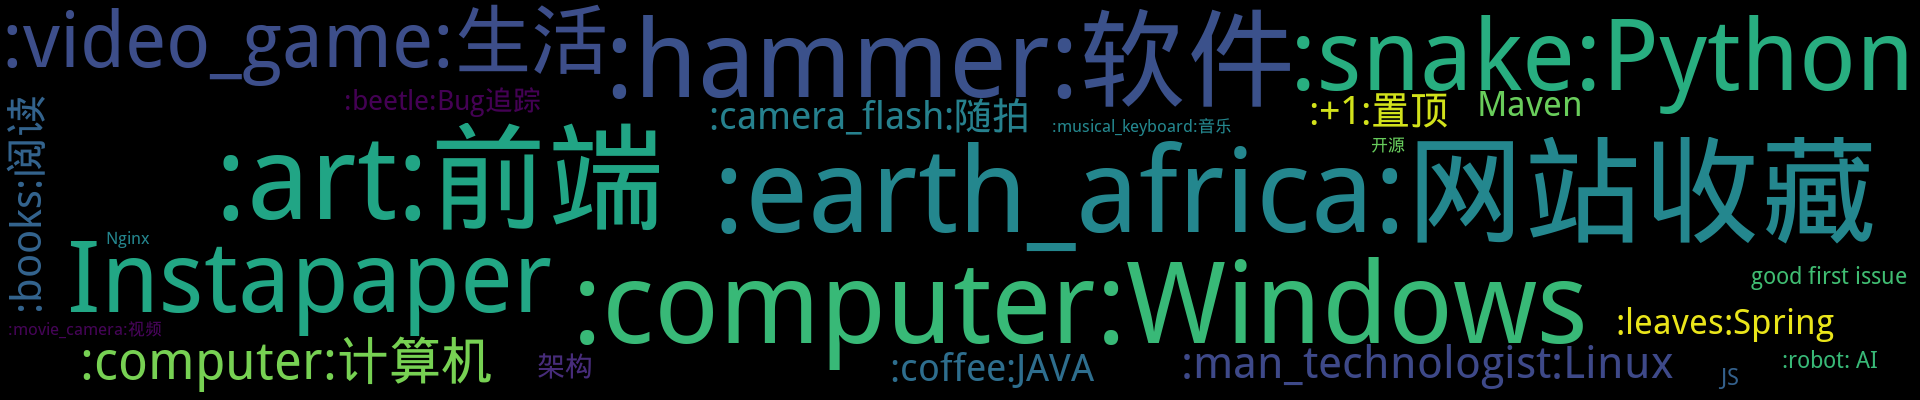 :video_game:生活
:hammer:软件
:snake:Python
:beetle:Bug追踪
:camera_flash:随拍
:musical_keyboard:音乐
:+1:置顶
Maven
开源
:books:阅读
:art:前端
:earth_africa:网站收藏
Nginx
Instapaper
:computer:Windows
good first issue
:movie_camera:视频
:leaves:Spring
:computer:计算机
架构
:coffee:JAVA
:man_technologist:Linux
JS
:robot: AI